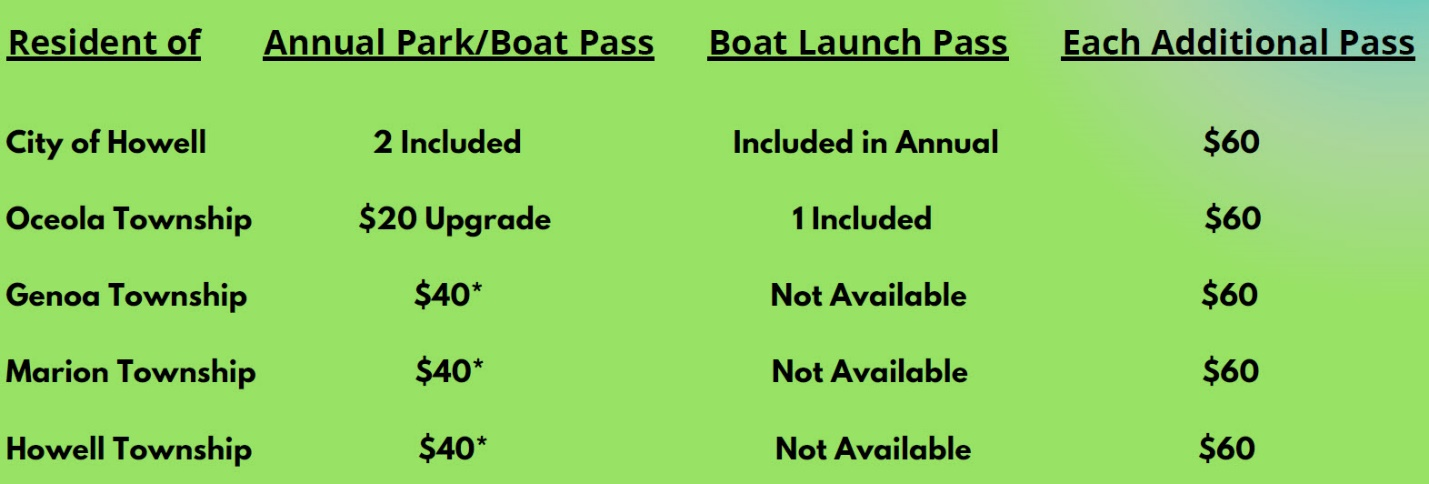 Resident of Annual Park/Boat Pass Boat Launch Pass Each Additional Pass
City of Howell 2 Included Included in Annual $60
Oceola Township $20 Upgrade 1 Included $60
Genoa Township $40* Not Available $60
Marion Township $40* Not Available $60
Howell Township $40* Not Available $60